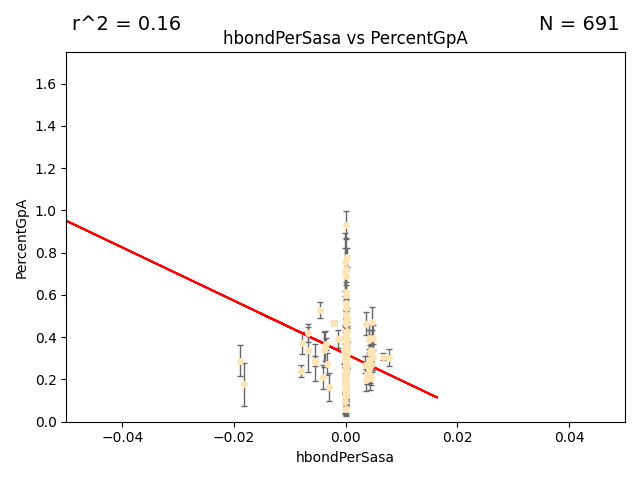 r^2 = 0.16
N = 691
hbondPerSasa vs PercentGpA
1.6
1.4
1.2
1.0
0.8
0.6
0.4
0.2
0.0
PercentGpA
−0.04
−0.02
0.00
0.02
0.04
hbondPerSasa